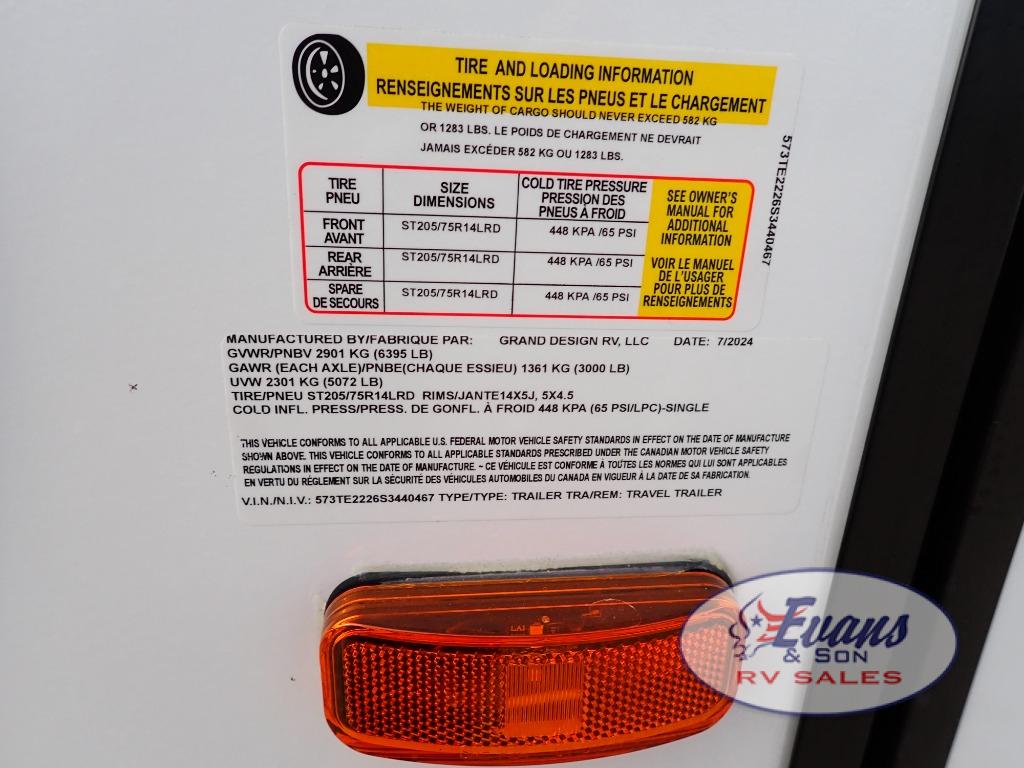 TIRE AND LOADING INFORMATION
RENSEIGNEMENTS SUR LES PNEUS ET LE CHARGEMENT
THE WEIGHT OF CARGO SHOULD NEVER EXCEED 582 KG
OR 1283 LBS. LE POIDS DE CHARGEMENT NE DEVRAIT
JAMAIS EXCÉDER 582 KG OU 1283 LBS.
TIRE
PNEU
SIZE
DIMENSIONS
COLD TIRE PRESSURE
PRESSION DES
PNEUS À FROID
FRONT
AVANT
ST205/75R14LRD
448 KPA /65 PSI
REAR
ARRIÈRE
ST205/75R14LRD
448 KPA /65 PSI
SPARE
DE SECOURS
ST205/75R14LRD
448 KPA /65 PSI
SEE OWNER'S
MANUAL FOR
ADDITIONAL
INFORMATION
VOIR LE MANUEL
DE L'USAGER
POUR PLUS DE
RENSEIGNEMENTS
573TE2226S3440467
MANUFACTURED BY/FABRIQUE PAR: GRAND DESIGN RV, LLC DATE: 7/2024
GVWR/PNBV 2901 KG (6395 LB)
GAWR (EACH AXLE)/PNBE(CHAQUE ESSIEU) 1361 KG (3000 LB)
UVW 2301 KG (5072 LB)
TIRE/PNEU ST205/75R14LRD RIMS/JANTE14X5J, 5X4.5
COLD INFL. PRESS/PRESS. DE GONFL. À FROID 448 KPA (65 PSI/LPC)-SINGLE
THIS VEHICLE CONFORMS TO ALL APPLICABLE U.S. FEDERAL MOTOR VEHICLE SAFETY STANDARDS IN EFFECT ON THE DATE OF MANUFACTURE
SHOWN ABOVE. THIS VEHICLE CONFORMS TO ALL APPLICABLE STANDARDS PRESCRIBED UNDER THE CANADIAN MOTOR VEHICLE SAFETY
REGULATIONS IN EFFECT ON THE DATE OF MANUFACTURE. ~ CE VÉHICULE EST CONFORME À TOUTES LES NORMES QUI LUI SONT APPLICABLES
EN VERTU DU RÉGLEMENT SUR LA SÉCURITÉ DES VÉHICULES AUTOMOBILES DU CANADA EN VIGUEUR À LA DATE DE SA FABRICATION.
V.I.N./N.I.V.: 573TE2226S3440467 TYPE/TYPE: TRAILER TRA/REM: TRAVEL TRAILER
Evans
& SON
RV SALES